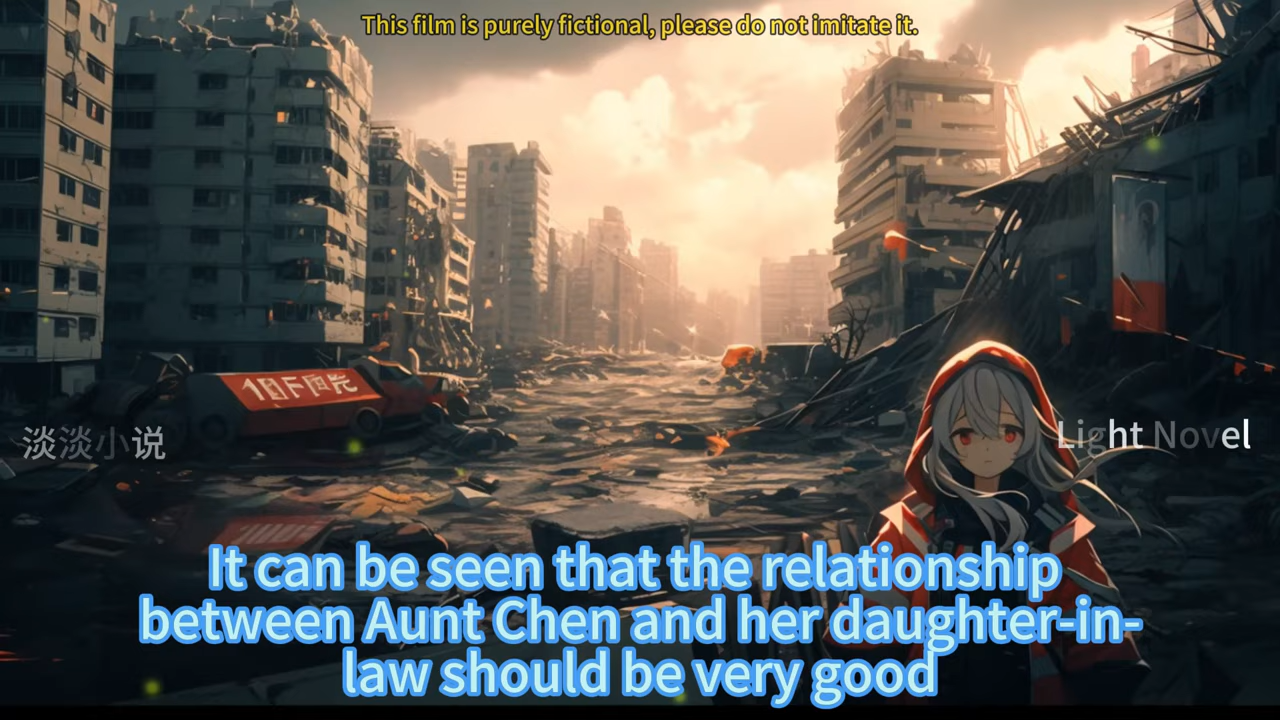 This film is purely fictional, please do not imitate it.
淡淡小说
Light Novel
It can be seen that the relationship
between Aunt Chen and her daughter-in-
law should be very good